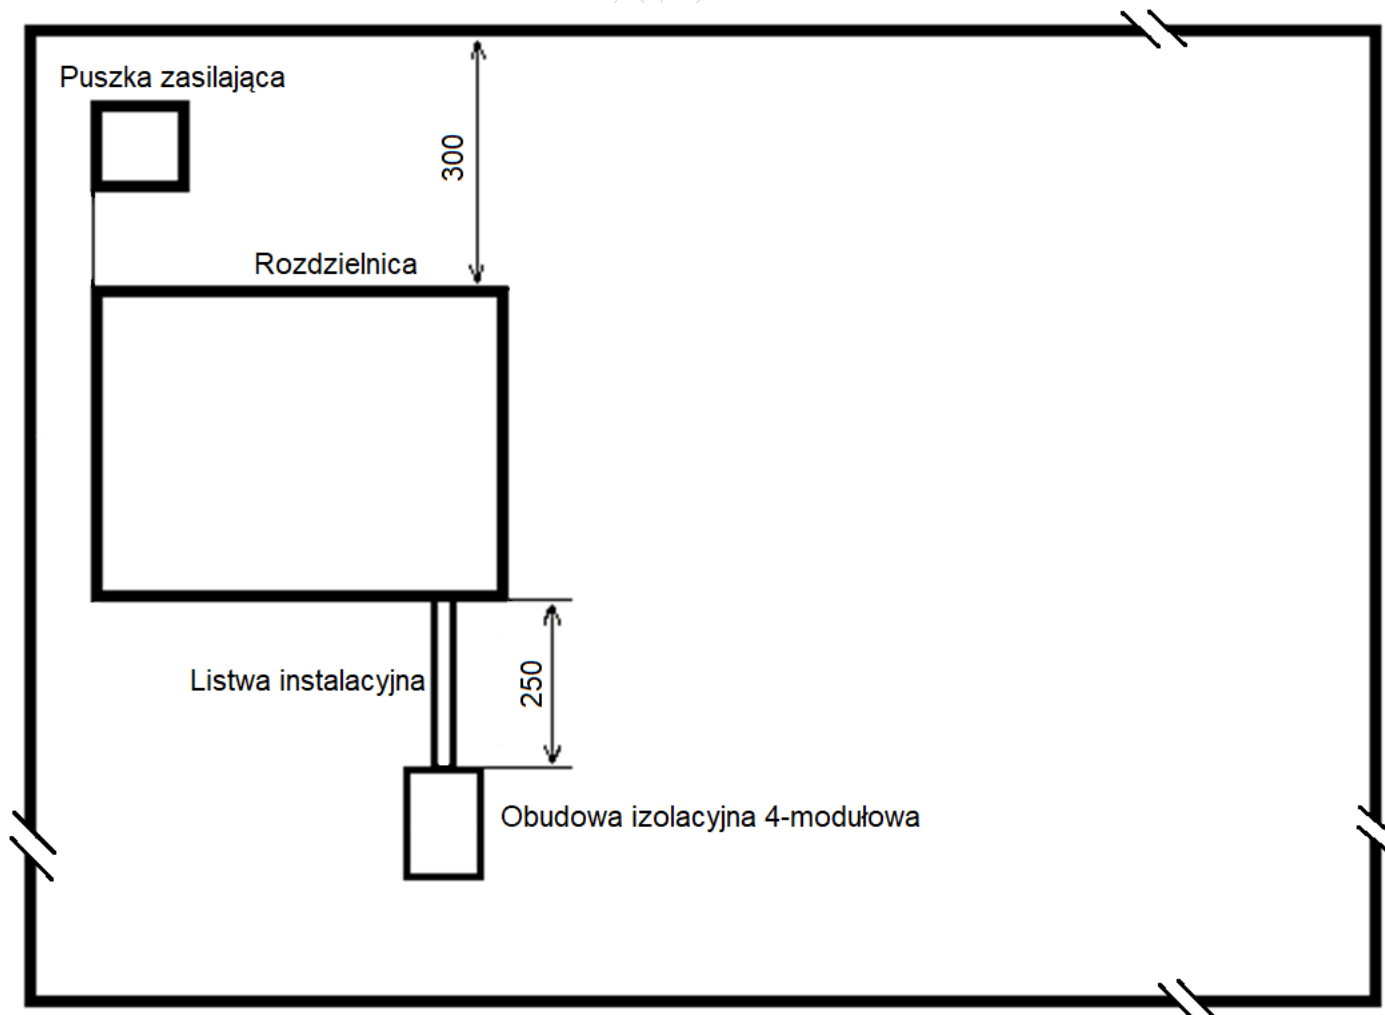 Puszka zasilająca
300
Rozdzielnica
Listwa instalacyjna
250
Obudowa izolacyjna 4-modułowa